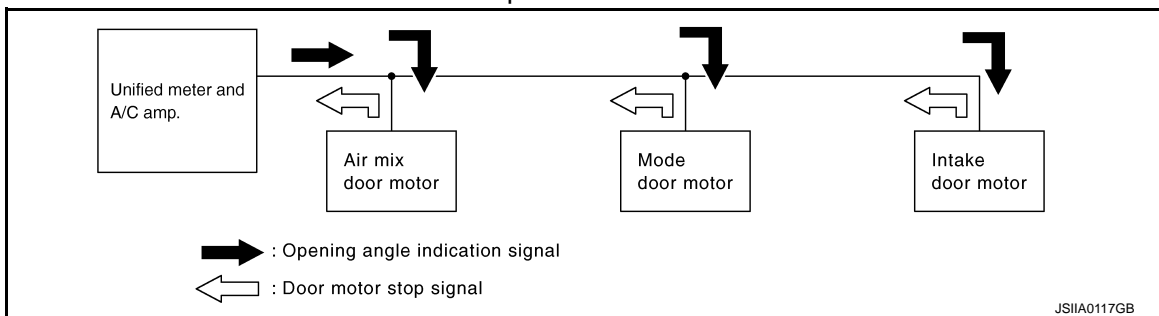 Unified meter and
A/C amp.
Air mix
door motor
Mode
door motor
Intake
door motor
: Opening angle indication signal
: Door motor stop signal
JSIIA0117GB